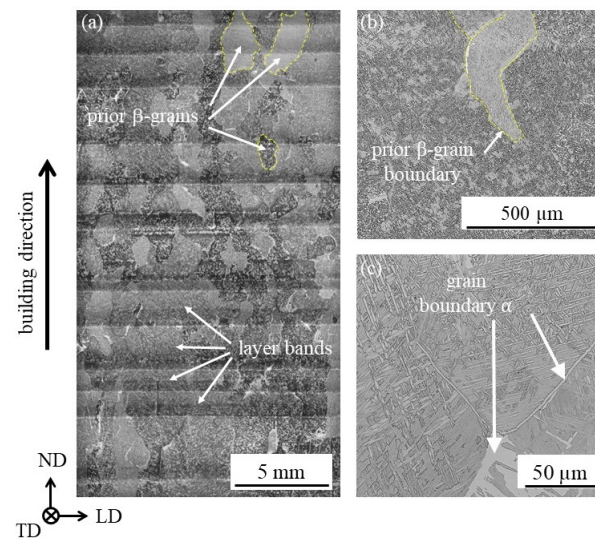 (a)
prior β-grains
layer bands
5 mm
building direction
ND
TD
LD
(b)
prior β-grain
boundary
500 µm
(c)
grain
boundary α
50 µm